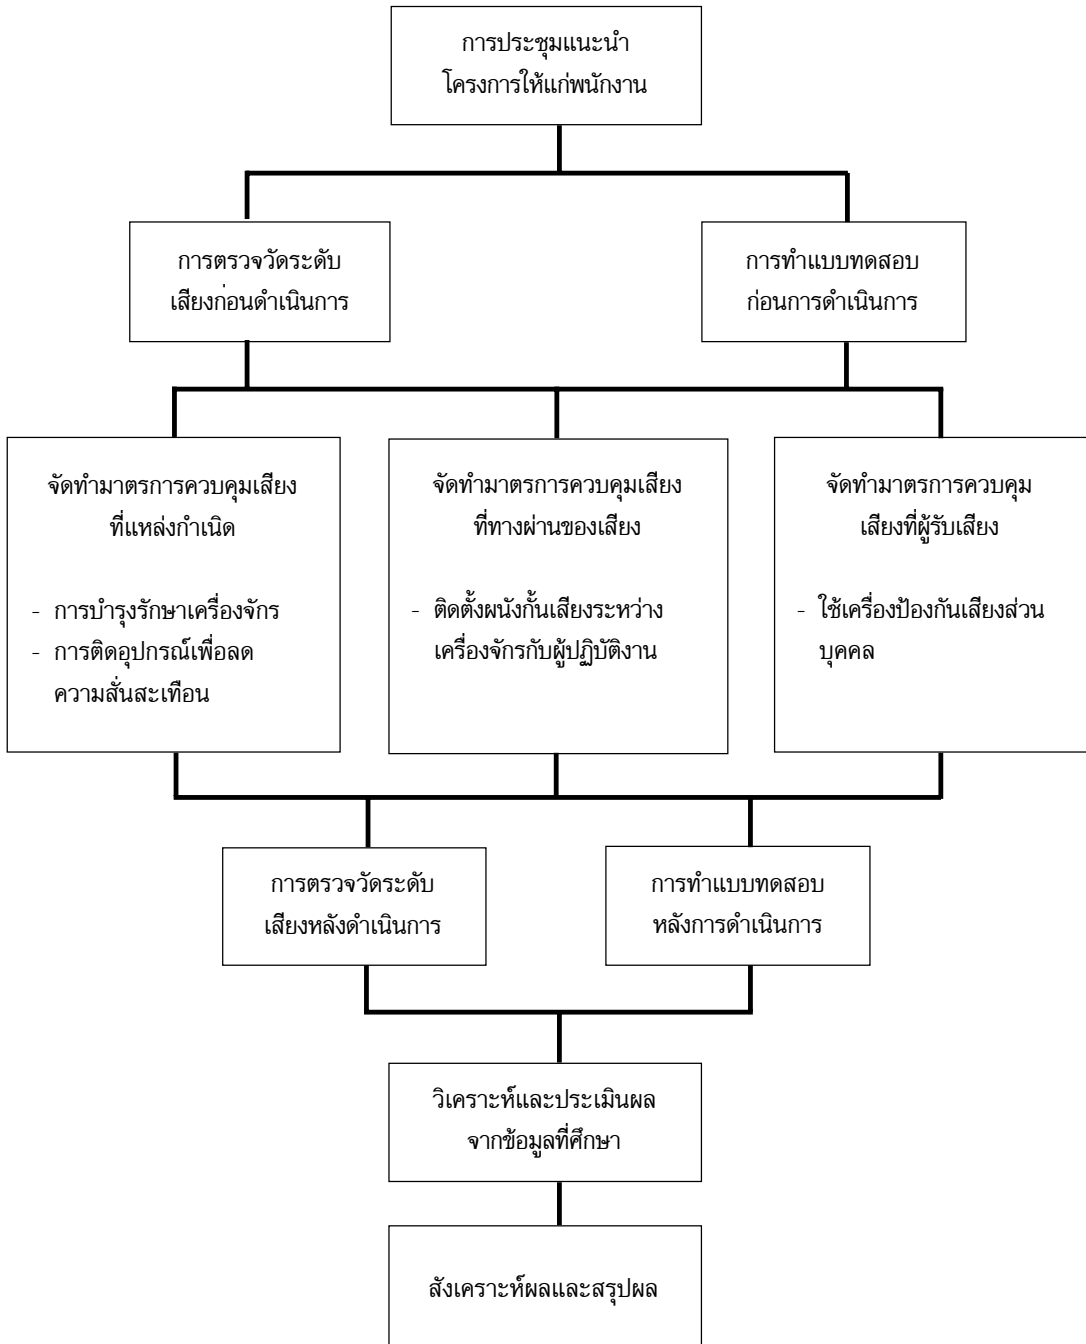 การประชุมแนะนำ
โครงการให้แก่พนักงาน
การตรวจวัดระดับ
เสียงก่อนดำเนินการ
การทำแบบทดสอบ
ก่อนการดำเนินการ
จัดทำมาตรการควบคุมเสียง
ที่แหล่งกำเนิด
- การบำรุงรักษาเครื่องจักร
- การติดอุปกรณ์เพื่อลด
ความสั่นสะเทือน
จัดทำมาตรการควบคุมเสียง
ที่ทางผ่านของเสียง
- ติดตั้งผนังกั้นเสียงระหว่าง
เครื่องจักรกับผู้ปฏิบัติงาน
จัดทำมาตรการควบคุม
เสียงที่ผู้รับเสียง
- ใช้เครื่องป้องกันเสียงส่วน
บุคคล
การตรวจวัดระดับ
เสียงหลังดำเนินการ
การทำแบบทดสอบ
หลังการดำเนินการ
วิเคราะห์และประเมินผล
จากข้อมูลที่ศึกษา
สังเคราะห์ผลและสรุปผล